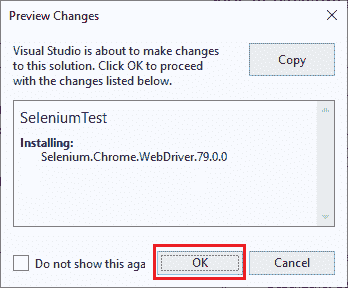 Preview Changes
Visual Studio is about to make changes
to this solution. Click OK to proceed
with the changes listed below.
Copy
SeleniumTest
Installing:
Selenium.Chrome.WebDriver.79.0.0
Do not show this aga
OK
Cancel